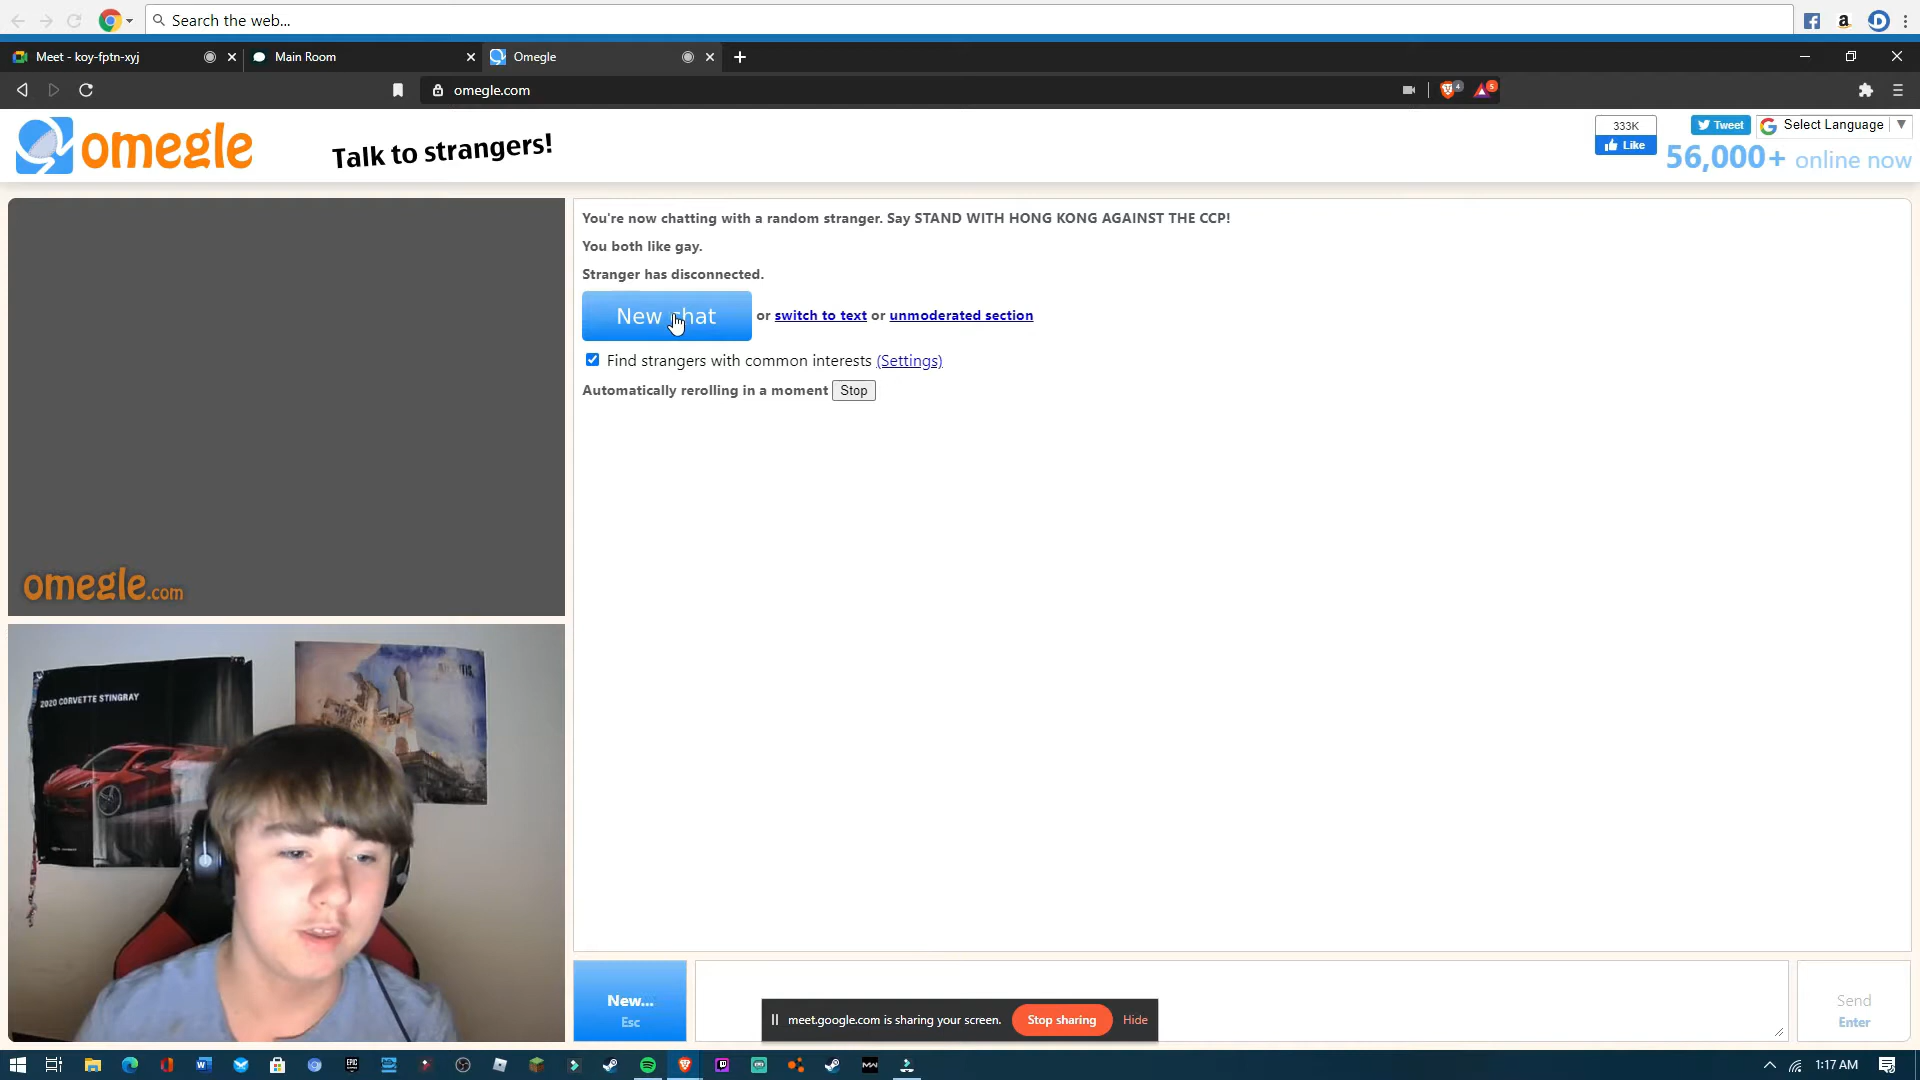 Search the web...
Meet - koy-fptn-xyj
Main Room
Omegle
omegle.com
omegle
Talk to strangers!
333K
Like
Tweet
Select Language
56,000+ online now
You're now chatting with a random stranger. Say STAND WITH HONG KONG AGAINST THE CCP!
You both like gay.
Stranger has disconnected.
New chat or switch to text or unmoderated section
Find strangers with common interests (Settings)
Automatically rerolling in a moment Stop
omegle.com
2020 CORVETTE STINGRAY
New...
Esc
meet.google.com is sharing your screen.
Stop sharing
Hide
Send
Enter
1:17 AM